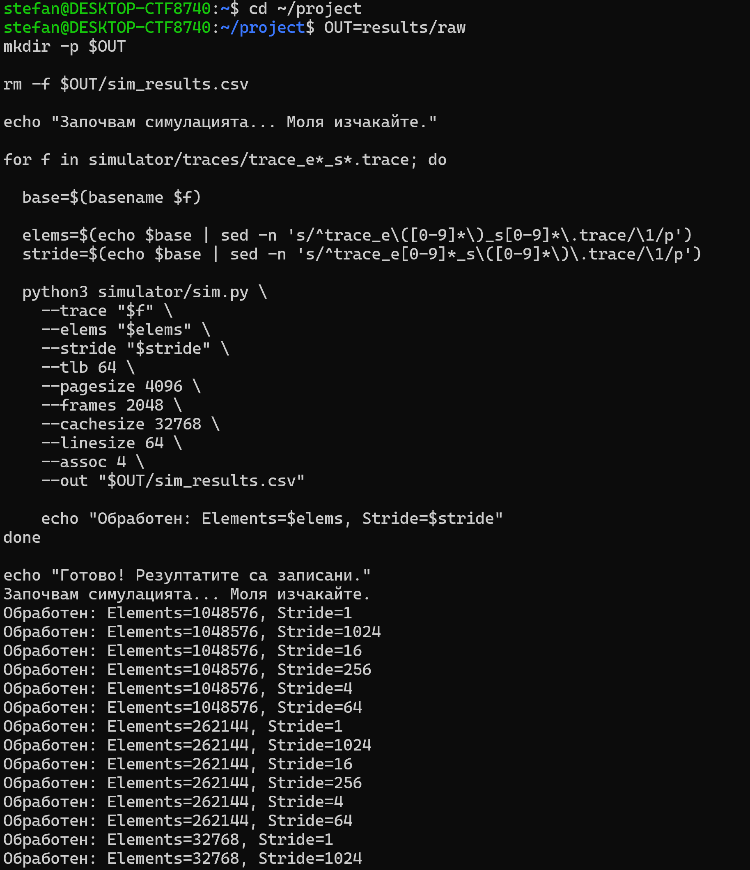 stefan@DESKTOP-CTF8740:~$ cd ~/project
stefan@DESKTOP-CTF8740:~/project$ OUT=results/raw
mkdir -p $OUT
rm -f $OUT/sim_results.csv
echo "Започвам симулацията... Моля изчакайте."
for f in simulator/traces/trace_e*_s*.trace; do
base=$(basename $f)
elems=$(echo $base | sed -n 's/^trace_e\([0-9]*\)_s[0-9]*\.trace/\1/p')
stride=$(echo $base | sed -n 's/^trace_e[0-9]*_s\([0-9]*\)\.trace/\1/p')
python3 simulator/sim.py \
--trace "$f" \
--elems "$elems" \
--stride "$stride" \
--tlb 64 \
--pagesize 4096 \
--frames 2048 \
--cachesize 32768 \
--linesize 64 \
--assoc 4 \
--out "$OUT/sim_results.csv"
echo "Обработен: Elements=$elems, Stride=$stride"
done
echo "Готово! Резултатите са записани."
Започвам симулацията... Моля изчакайте.
Обработен: Elements=1048576, Stride=1
Обработен: Elements=1048576, Stride=1024
Обработен: Elements=1048576, Stride=16
Обработен: Elements=1048576, Stride=256
Обработен: Elements=1048576, Stride=4
Обработен: Elements=1048576, Stride=64
Обработен: Elements=262144, Stride=1
Обработен: Elements=262144, Stride=1024
Обработен: Elements=262144, Stride=16
Обработен: Elements=262144, Stride=256
Обработен: Elements=262144, Stride=4
Обработен: Elements=262144, Stride=64
Обработен: Elements=32768, Stride=1
Обработен: Elements=32768, Stride=1024